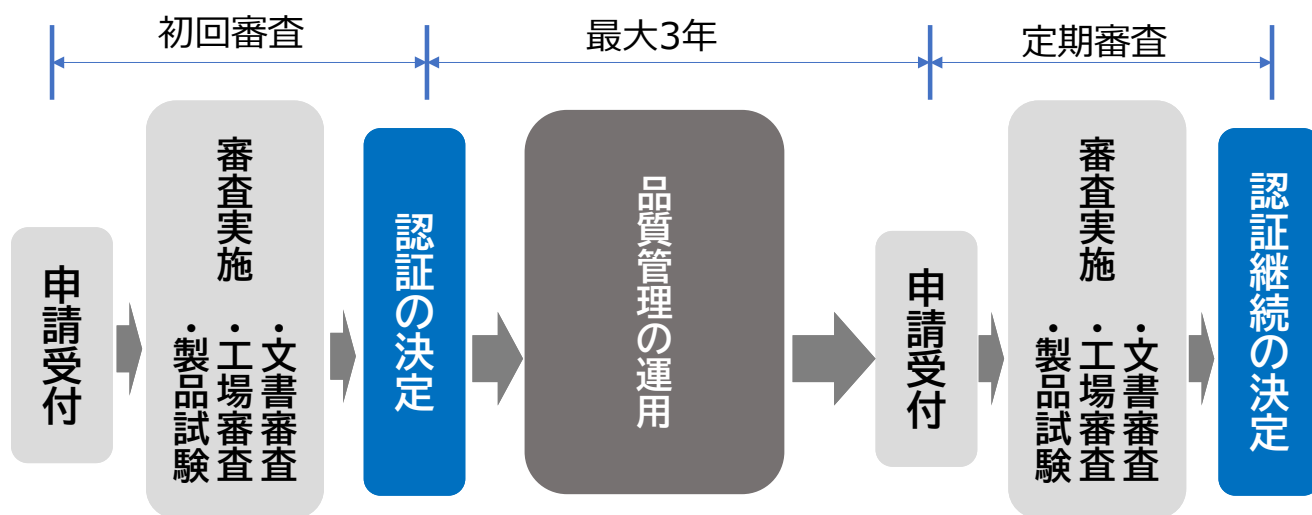 初回審査
最大3年
定期審査
申請受付
審査実施
・文書審査
・工場審査
・製品試験
認証の決定
品質管理の運用
申請受付
審査実施
・文書審査
・工場審査
・製品試験
認証継続の決定